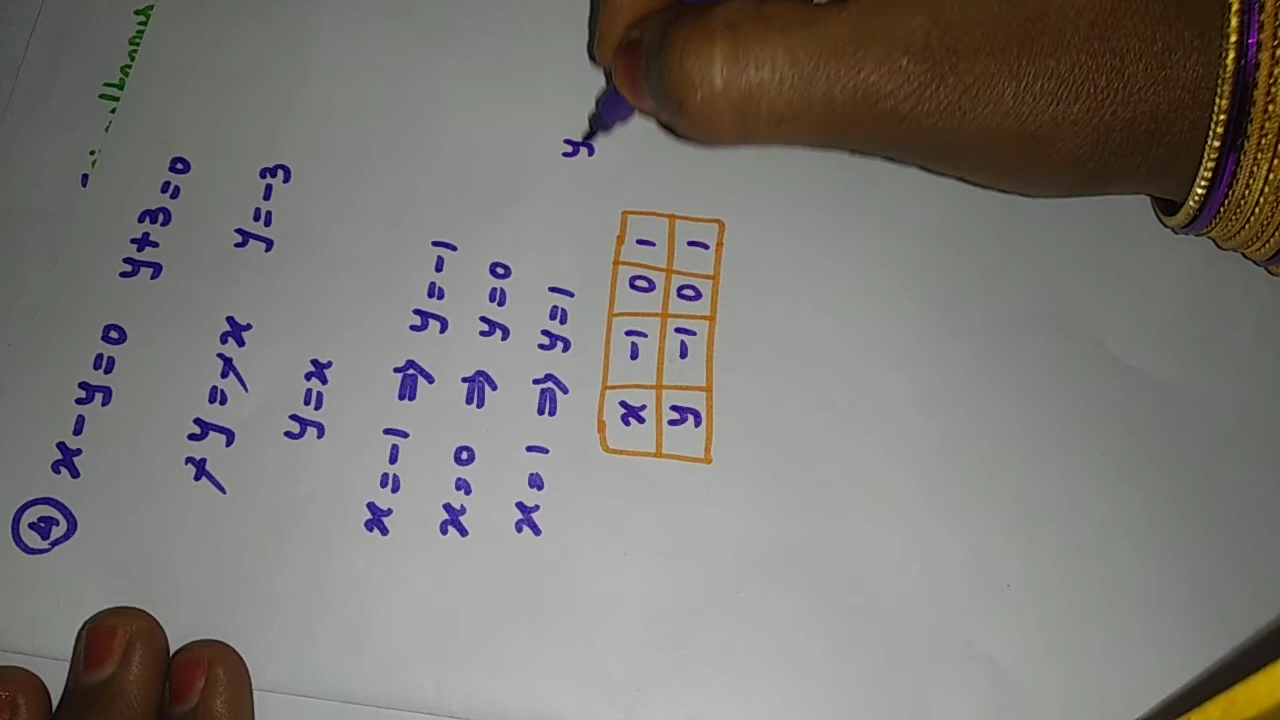 ④ x-y=0 y+3=0
+y=+x y=-3
y=x
x=-1 ⇒ y=-1
x=0 ⇒ y=0
x=1 ⇒ y=1
x -1 0 1
y -1 0 1
y